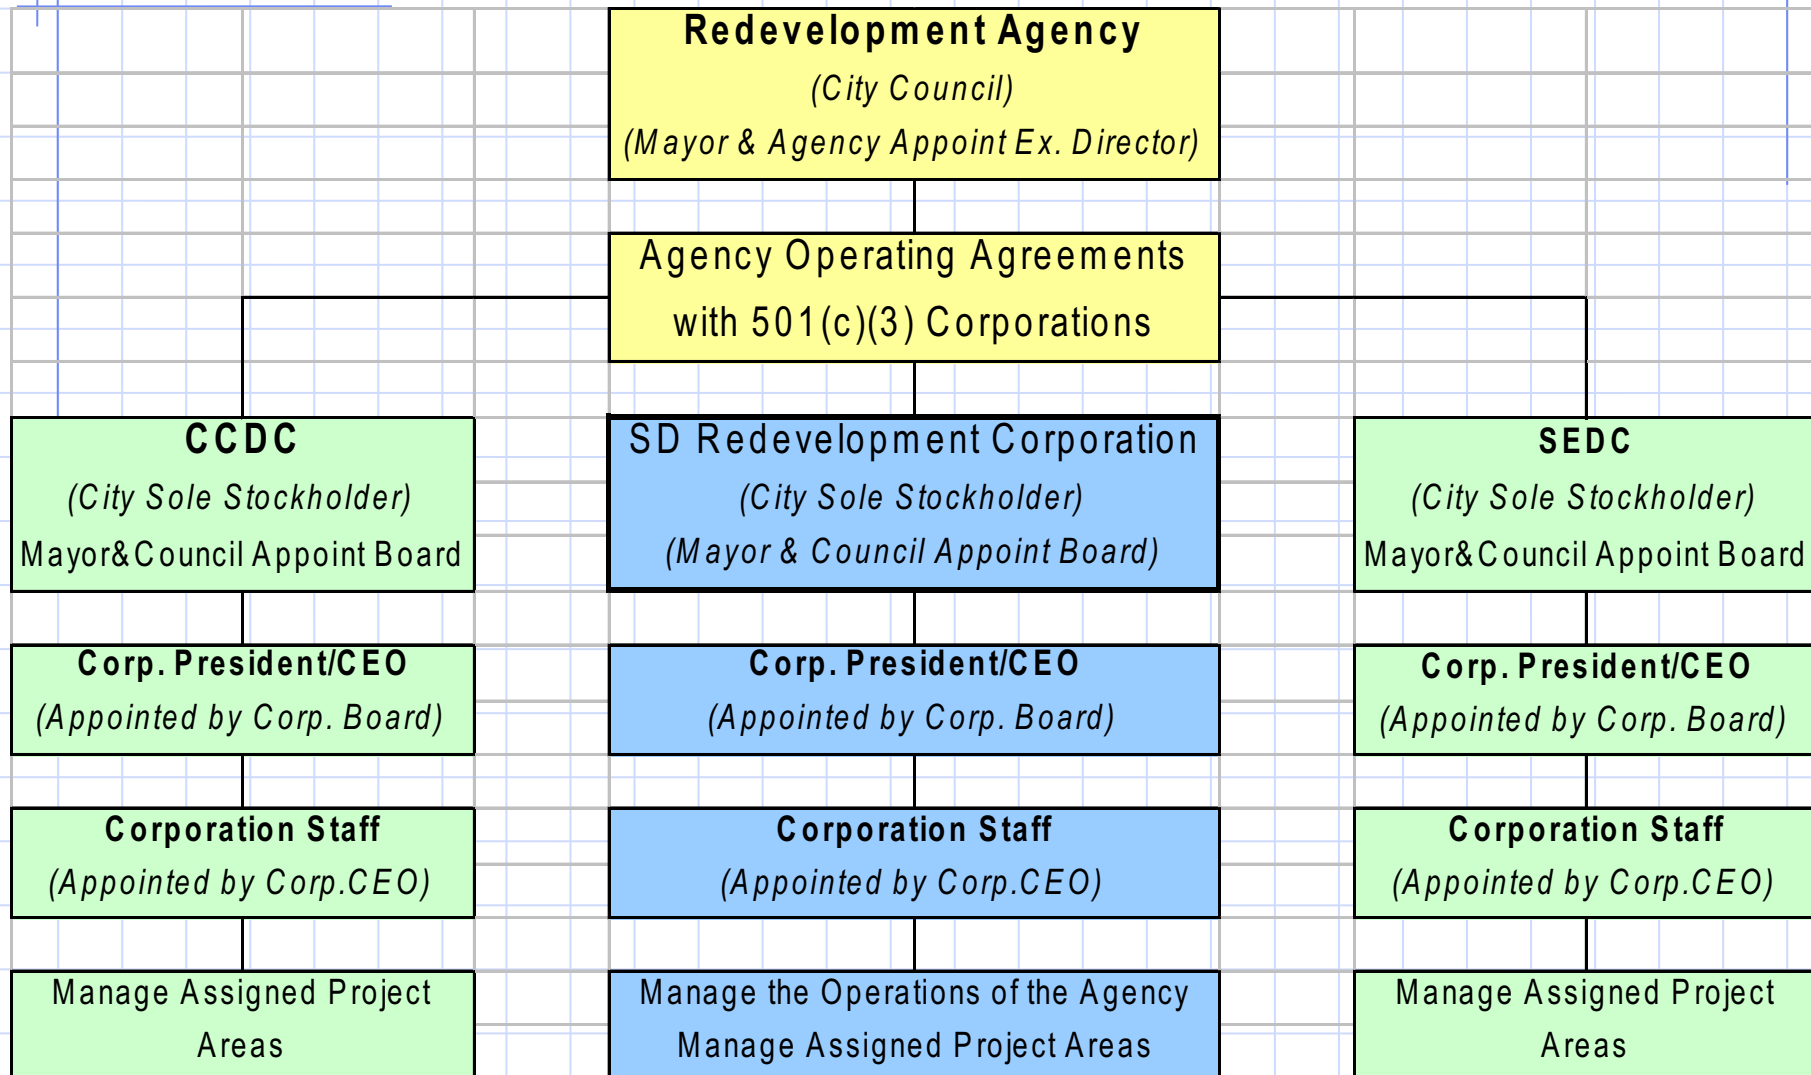 Redevelopment Agency
(City Council)
(Mayor & Agency Appoint Ex. Director)
Agency Operating Agreements
with 501(c)(3) Corporations
CCDC
(City Sole Stockholder)
Mayor&Council Appoint Board
SD Redevelopment Corporation
(City Sole Stockholder)
(Mayor & Council Appoint Board)
SEDC
(City Sole Stockholder)
Mayor&Council Appoint Board
Corp. President/CEO
(Appointed by Corp. Board)
Corp. President/CEO
(Appointed by Corp. Board)
Corp. President/CEO
(Appointed by Corp. Board)
Corporation Staff
(Appointed by Corp.CEO)
Corporation Staff
(Appointed by Corp.CEO)
Corporation Staff
(Appointed by Corp.CEO)
Manage Assigned Project
Areas
Manage the Operations of the Agency
Manage Assigned Project Areas
Manage Assigned Project
Areas